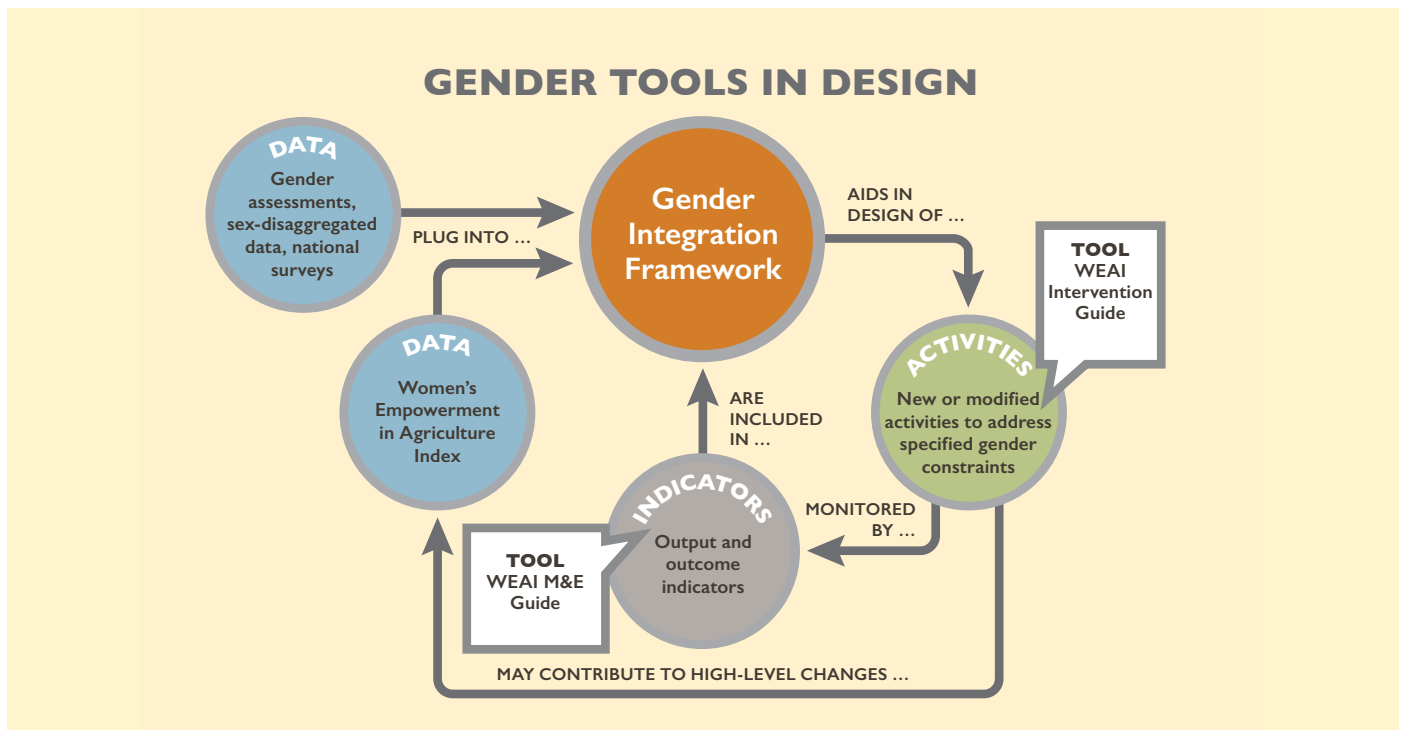 GENDER TOOLS IN DESIGN
DATA
Gender
assessments,
sex-disaggregated
data, national
surveys
PLUG INTO …
Gender
Integration
Framework
AIDS IN
DESIGN OF …
TOOL
WEAI
Intervention
Guide
DATA
Women’s
Empowerment
in Agriculture
Index
ACTIVITIES
New or modified
activities to address
specified gender
constraints
ARE
INCLUDED
IN …
INDICATORS
Output and
outcome
indicators
MONITORED
BY …
TOOL
WEAI M&E
Guide
MAY CONTRIBUTE TO HIGH-LEVEL CHANGES …